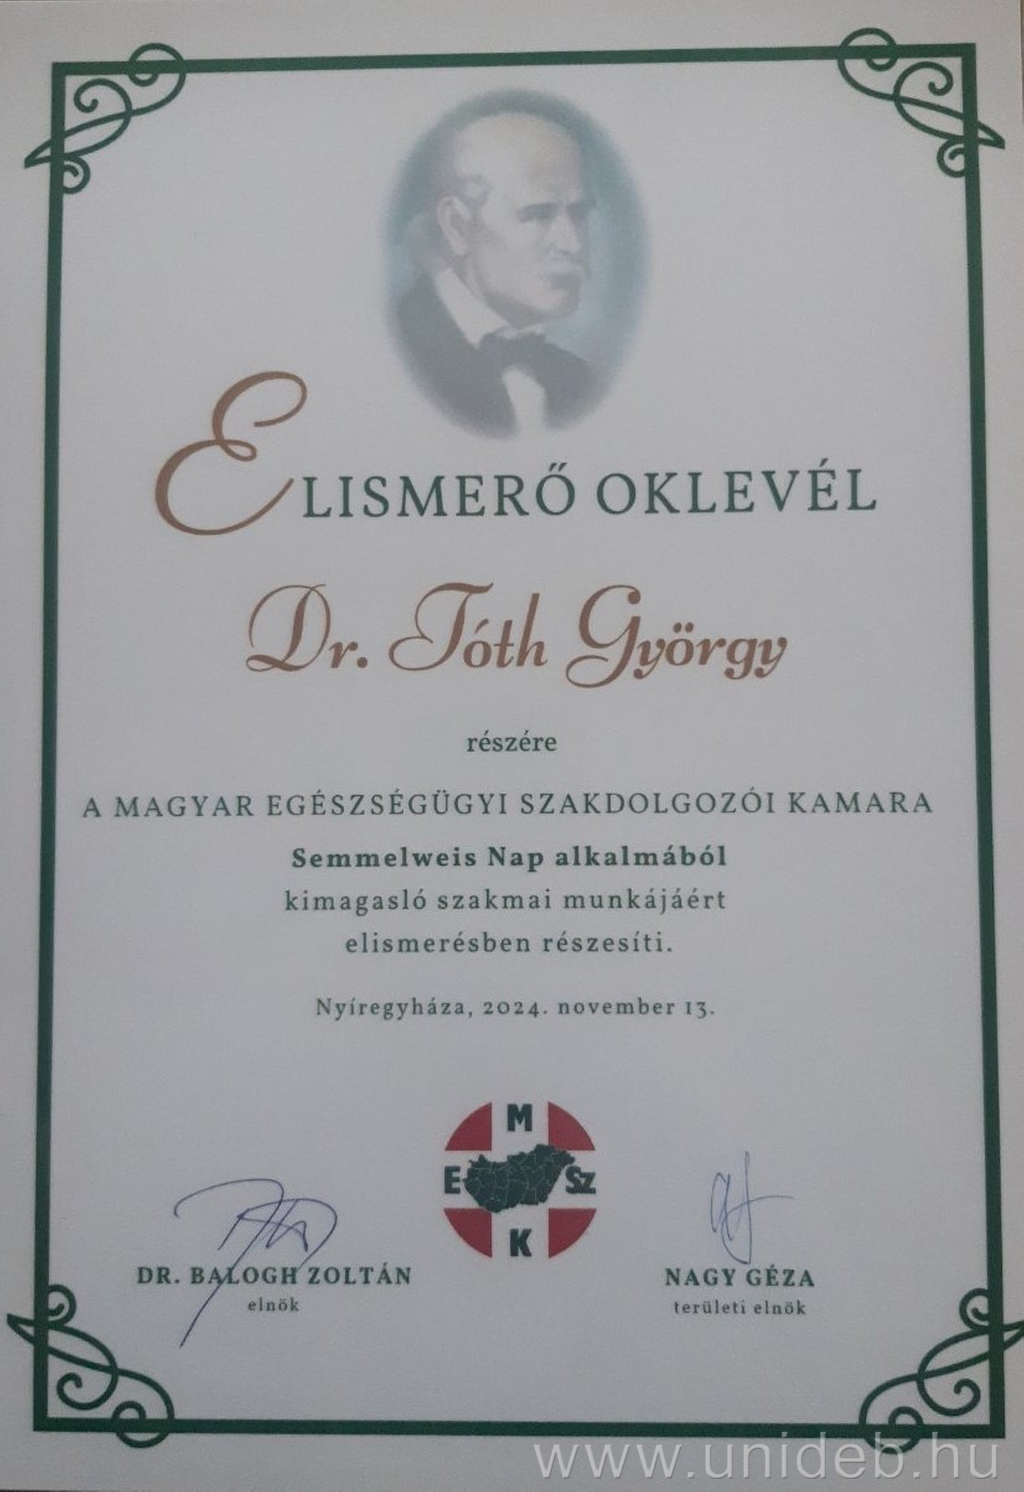 ELISMERŐ OKLEVÉL
Dr. Tóth György
részére
A MAGYAR EGÉSZSÉGÜGYI SZAKDOLGOZÓI KAMARA
Semmelweis Nap alkalmából
kimagasló szakmai munkájáért
elismerésben részesíti.
Nyíregyháza, 2024. november 13.
M
E SZ
K
DR. BALOGH ZOLTÁN
elnök
NAGY GÉZA
területi elnök
www.unideb.hu